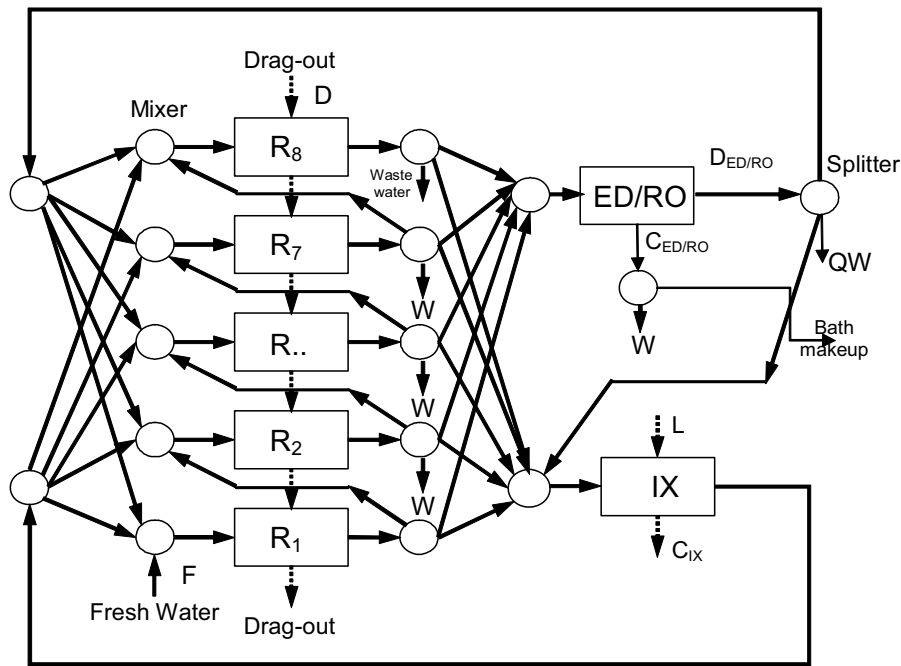 Drag-out
D
Mixer
R8
Waste
water
DED/RO
Splitter
ED/RO
CED/RO
QW
R7
W
W
Bath
makeup
R..
W
L
R2
W
IX
R1
CIX
F
Fresh Water
Drag-out